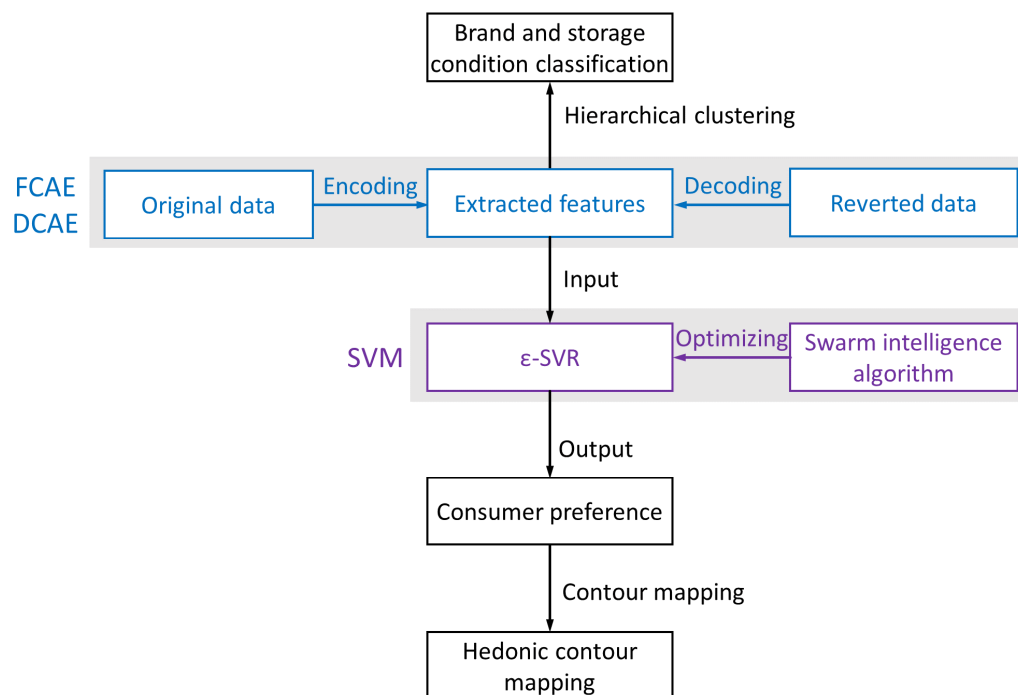 Brand and storage
condition classification
Hierarchical clustering
FCAE
DCAE
Original data
Encoding
Extracted features
Decoding
Reverted data
Input
SVM
ε-SVR
Optimizing
Swarm intelligence
algorithm
Output
Consumer preference
Contour mapping
Hedonic contour
mapping